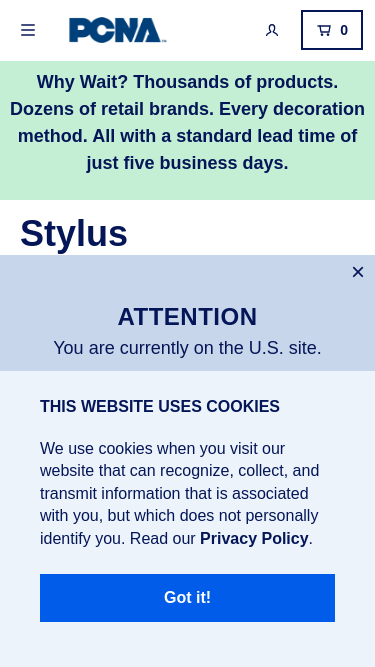 PCNA
0
Why Wait? Thousands of products.
Dozens of retail brands. Every decoration
method. All with a standard lead time of
just five business days.
Stylus
ATTENTION
You are currently on the U.S. site.
THIS WEBSITE USES COOKIES
We use cookies when you visit our
website that can recognize, collect, and
transmit information that is associated
with you, but which does not personally
identify you. Read our Privacy Policy.
Got it!